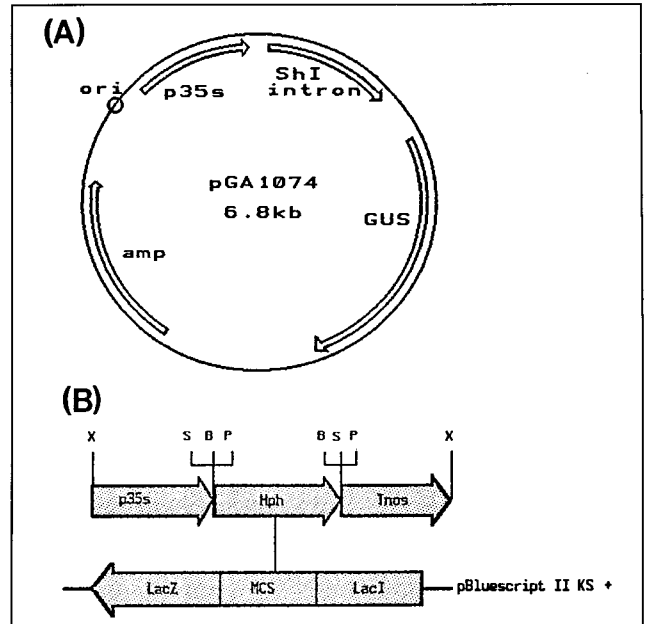 (A)
ori
p35s
ShI
intron
pGA1074
6.8kb
GUS
amp
(B)
X S B P B S P X
p35s Hph Tnos
LacZ MCS LacI pBluescript II KS +